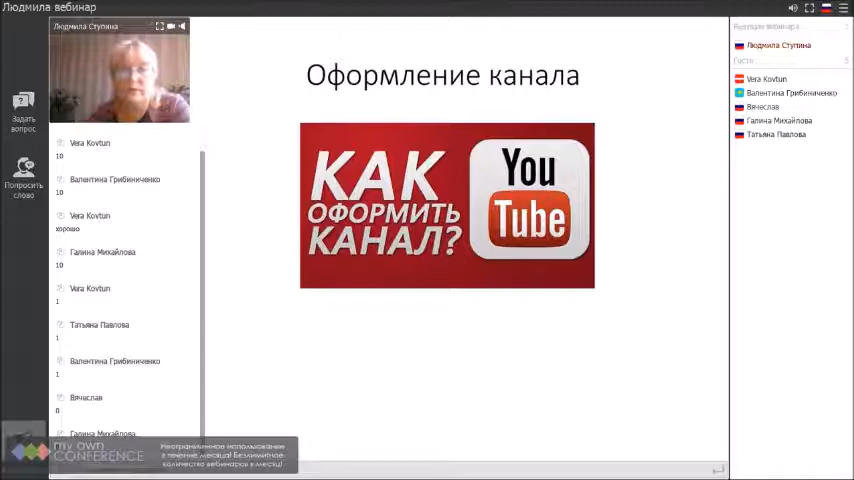 Людмила вебинар
Людмила Ступина
Задать
вопрос
Попросить
слово
Vera Kovtun
10
Валентина Грибиниченко
10
Vera Kovtun
хорошо
Галина Михайлова
10
Vera Kovtun
1
Татьяна Павлова
1
Валентина Грибиниченко
1
Вячеслав
0
Галина Михайлова
my own
CONFERENCE
Неограниченное использование
в течение месяца! Безлимитное
количество вебинаров в месяц!
Оформление канала
КАК
ОФОРМИТЬ
КАНАЛ?
You
Tube
Ведущие вебинара
Людмила Ступина
Гости
5
Vera Kovtun
Валентина Грибиниченко
Вячеслав
Галина Михайлова
Татьяна Павлова